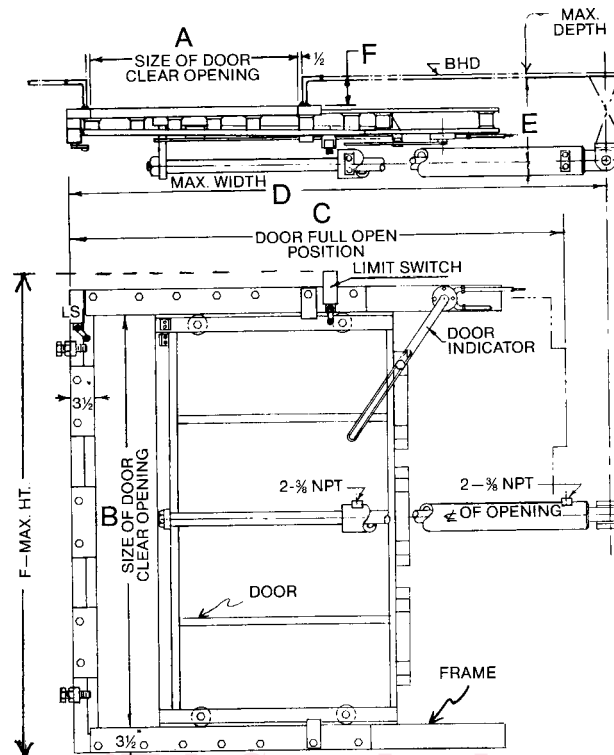 A
SIZE OF DOOR
CLEAR OPENING
½
F
BHD
MAX.
DEPTH
E
MAX. WIDTH
D
C
DOOR FULL OPEN
POSITION
LIMIT SWITCH
LS
DOOR
INDICATOR
3½
F-MAX. HT.
B
SIZE OF DOOR
CLEAR OPENING
2-⅜ NPT
2-⅜ NPT
℄ OF OPENING
DOOR
FRAME
3½"